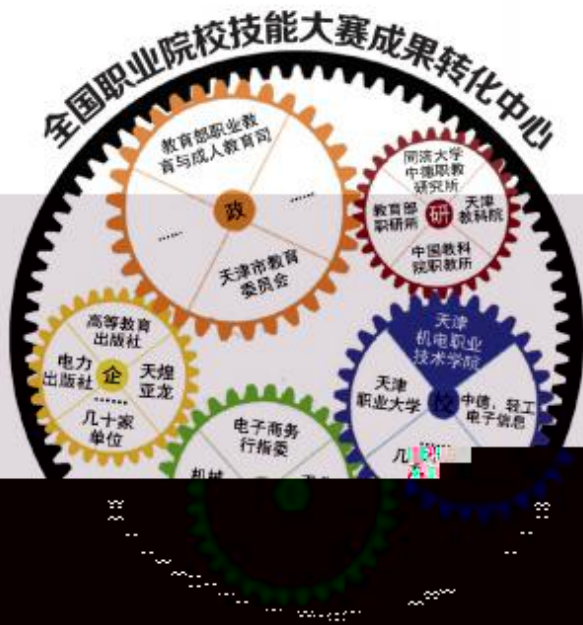 全国职业院校技能大赛成果转化中心
教育部职业教
育与成人教育司
……
政
……
天津市教育
委员会
同济大学
中德职教
研究所
教育部
职研所
研
天津
教科院
中国教科
院职教所
高等教育
出版社
电力
出版社
企
天煌
亚龙
……
几十家
单位
天津
机电职业
技术学院
天津
职业大学
校
中德，轻工
电子信息
……
几
电子商务
行指委
机械